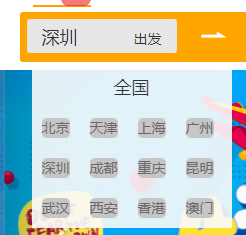 深圳 出发
全国
北京 天津 上海 广州
深圳 成都 重庆 昆明
武汉 西安 香港 澳门